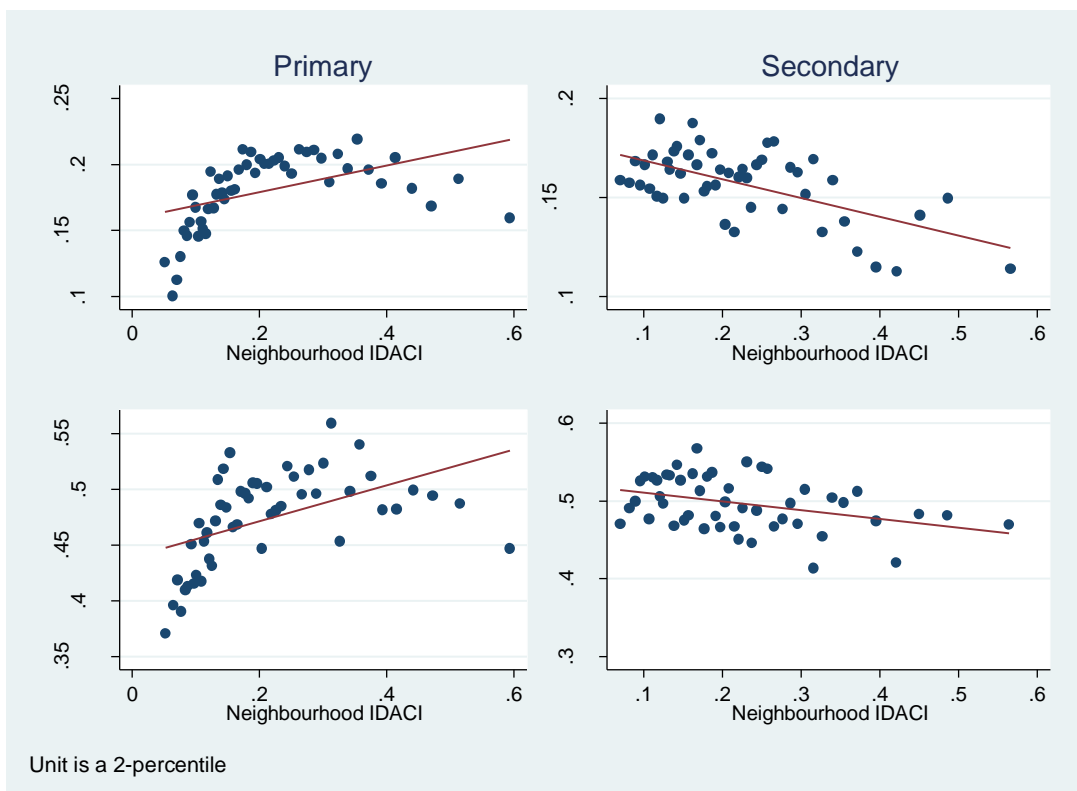 Primary
Secondary
.25
.2
.15
.1
0 .2 .4 .6
Neighbourhood IDACI
.2
.15
.1
.1 .2 .3 .4 .5 .6
Neighbourhood IDACI
.55
.5
.45
.4
.35
0 .2 .4 .6
Neighbourhood IDACI
.6
.5
.4
.3
.1 .2 .3 .4 .5 .6
Neighbourhood IDACI
Unit is a 2-percentile